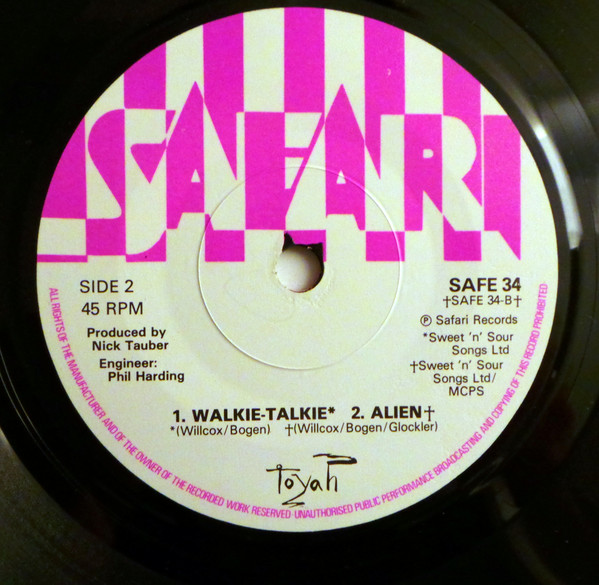 SAFARI
SIDE 2
45 RPM
Produced by
Nick Tauber
Engineer:
Phil Harding
SAFE 34
†SAFE 34-B†
Ⓟ Safari Records
*Sweet 'n' Sour
Songs Ltd
†Sweet 'n' Sour
Songs Ltd/
MCPS
1. WALKIE-TALKIE* 2. ALIEN†
*(Willcox/Bogen) †(Willcox/Bogen/Glockler)
Toyah
ALL RIGHTS OF THE MANUFACTURER AND OF THE OWNER OF THE RECORDED WORK RESERVED·UNAUTHORISED PUBLIC PERFORMANCE BROADCASTING AND COPYING OF THIS RECORD PROHIBITED